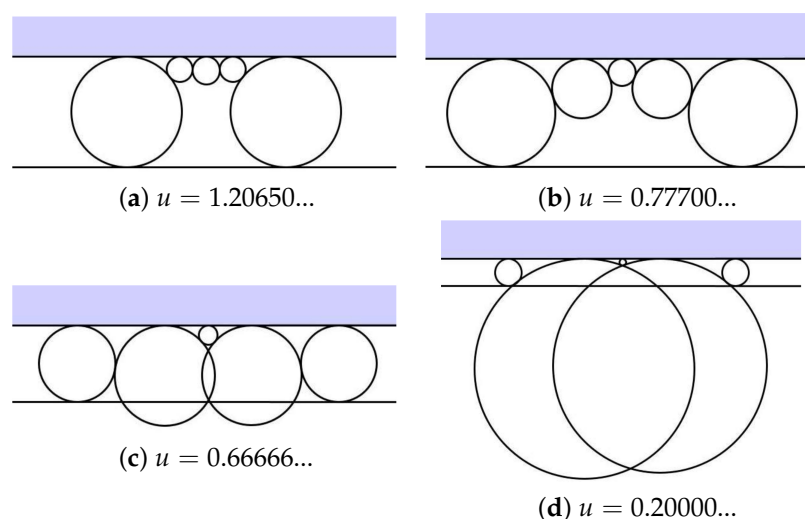 (a) u = 1.20650...
(b) u = 0.77700...
(c) u = 0.66666...
(d) u = 0.20000...